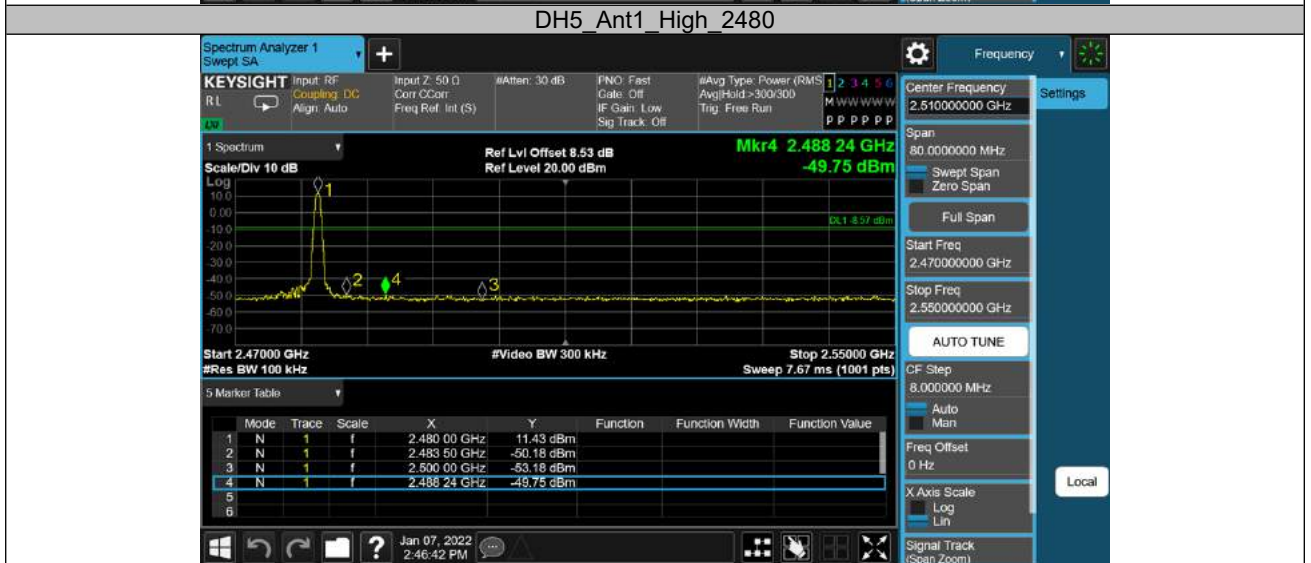 DH5_Ant1_High_2480
Spectrum Analyzer 1
Swept SA
+
Frequency
KEYSIGHT
RL
Input: RF
Coupling: DC
Align: Auto
Input Z: 50 Ω
Corr CCorr
Freq Ref: Int (S)
#Atten: 30 dB
PNO: Fast
Gate: Off
IF Gain: Low
Sig Track: Off
#Avg Type: Power (RMS
Avg|Hold:>300/300
Trig: Free Run
1 2 3 4 5 6
M W W W W W
P P P P P P
Center Frequency
2.510000000 GHz
Settings
Span
80.0000000 MHz
Swept Span
Zero Span
Full Span
Start Freq
2.470000000 GHz
Stop Freq
2.550000000 GHz
AUTO TUNE
CF Step
8.000000 MHz
Auto
Man
Freq Offset
0 Hz
X Axis Scale
Log
Lin
Signal Track
(Span Zoom)
Local
1 Spectrum
Scale/Div 10 dB
Log
Ref Lvl Offset 8.53 dB
Ref Level 20.00 dBm
Mkr4 2.488 24 GHz
-49.75 dBm
10.0
0.00
-10.0
-20.0
-30.0
-40.0
-50.0
-60.0
-70.0
1
2
4
3
DL1 -8.57 dBm
Start 2.47000 GHz
#Res BW 100 kHz
#Video BW 300 kHz
Stop 2.55000 GHz
Sweep 7.67 ms (1001 pts)
5 Marker Table
Mode Trace Scale X Y Function Function Width Function Value
1 N 1 f 2.480 00 GHz 11.43 dBm
2 N 1 f 2.483 50 GHz -50.18 dBm
3 N 1 f 2.500 00 GHz -53.18 dBm
4 N 1 f 2.488 24 GHz -49.75 dBm
5
6
?
Jan 07, 2022
2:46:42 PM